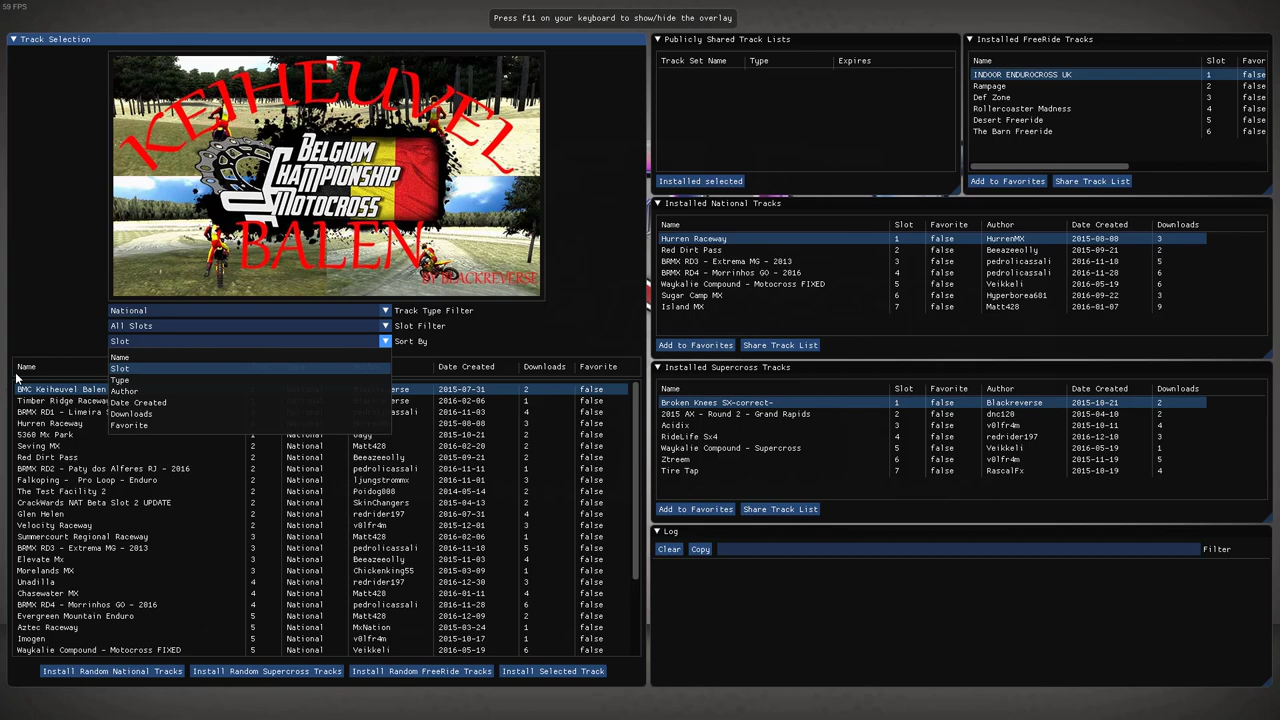 59 FPS
Press f11 on your keyboard to show/hide the overlay
Track Selection
KEIHEUVEL
BELGIUM
CHAMPIONSHIP
MOTOCROSS
BALEN
BY BLACKREVERSE
National Track Type Filter
All Slots Slot Filter
Slot Sort By
Name
Slot
Type
Author
Date Created
Downloads
Favorite
Name Date Created Downloads Favorite
BMC Keiheuvel Balen 2015-07-31 2 false
Timber Ridge Raceway 2016-02-06 1 false
BRMX RD1 - Limeira 2016-11-03 4 false
Hurren Raceway 2015-08-08 3 false
5360 Mx Park 2 National 2015-10-21 2 false
Seving MX 2 National Matt428 2016-02-28 2 false
Red Dirt Pass 2 National Beeazeeolly 2015-09-21 2 false
BRMX RD2 - Paty dos Alferes RJ - 2016 2 National pedrolicassali 2016-11-11 1 false
Falkoping - Pro Loop - Enduro 2 National ljungstrommx 2016-11-01 3 false
The Test Facility 2 2 National Poidog808 2014-05-14 2 false
CrackWards NAT Beta Slot 2 UPDATE 2 National SkinChangers 2015-04-13 2 false
Glen Helen 2 National redrider197 2016-07-31 4 false
Velocity Raceway 2 National v0lfr4m 2015-12-01 3 false
Summercourt Regional Raceway 3 National Matt428 2016-02-06 1 false
BRMX RD3 - Extrema MG - 2013 3 National pedrolicassali 2016-11-18 5 false
Elevate Mx 3 National Beeazeeolly 2015-11-03 4 false
Morelands MX 3 National Chickenking55 2015-03-09 1 false
Unadilla 4 National redrider197 2016-12-30 3 false
Chasewater MX 4 National Matt428 2016-01-11 4 false
BRMX RD4 - Morrinhos GO - 2016 4 National pedrolicassali 2016-11-28 6 false
Evergreen Mountain Enduro 5 National Matt428 2016-12-09 2 false
Aztec Raceway 5 National MxNation 2015-03-24 1 false
Imogen 5 National v0lfr4m 2015-10-17 1 false
Waykalie Compound - Motocross FIXED 5 National Veikkeli 2016-05-19 6 false
Install Random National Tracks Install Random Supercross Tracks Install Random FreeRide Tracks Install Selected Track
Publicly Shared Track Lists
Track Set Name Type Expires
Installed selected
Installed FreeRide Tracks
Name Slot Favor
INDOOR ENDUROCROSS UK 1 false
Rampage 2 false
Def Zone 3 false
Rollercoaster Madness 4 false
Desert Freeride 5 false
The Barn Freeride 6 false
Add to Favorites Share Track List
Installed National Tracks
Name Slot Favorite Author Date Created Downloads
Hurren Raceway 1 false HurrenMX 2015-08-08 3
Red Dirt Pass 2 false Beeazeeolly 2015-09-21 2
BRMX RD3 - Extrema MG - 2013 3 false pedrolicassali 2016-11-18 5
BRMX RD4 - Morrinhos GO - 2016 4 false pedrolicassali 2016-11-28 6
Waykalie Compound - Motocross FIXED 5 false Veikkeli 2016-05-19 6
Sugar Camp MX 6 false Hyperborea681 2016-09-22 3
Island MX 7 false Matt428 2016-01-07 9
Add to Favorites Share Track List
Installed Supercross Tracks
Name Slot Favorite Author Date Created Downloads
Broken Knees SX-correct- 1 false Blackreverse 2015-10-21 2
2015 AX - Round 2 - Grand Rapids 2 false dnc120 2015-04-10 2
Acidix 3 false v0lfr4m 2015-11-13 2
RideLife Sx4 4 false redrider197 2016-12-10 3
Waykalie Compound - Supercross 5 false Veikkeli 2016-05-19 1
Ztreem 6 false v0lfr4m 2015-11-19 5
Tire Tap 7 false RascalFx 2015-10-19 4
Add to Favorites Share Track List
Log
Clear Copy Filter